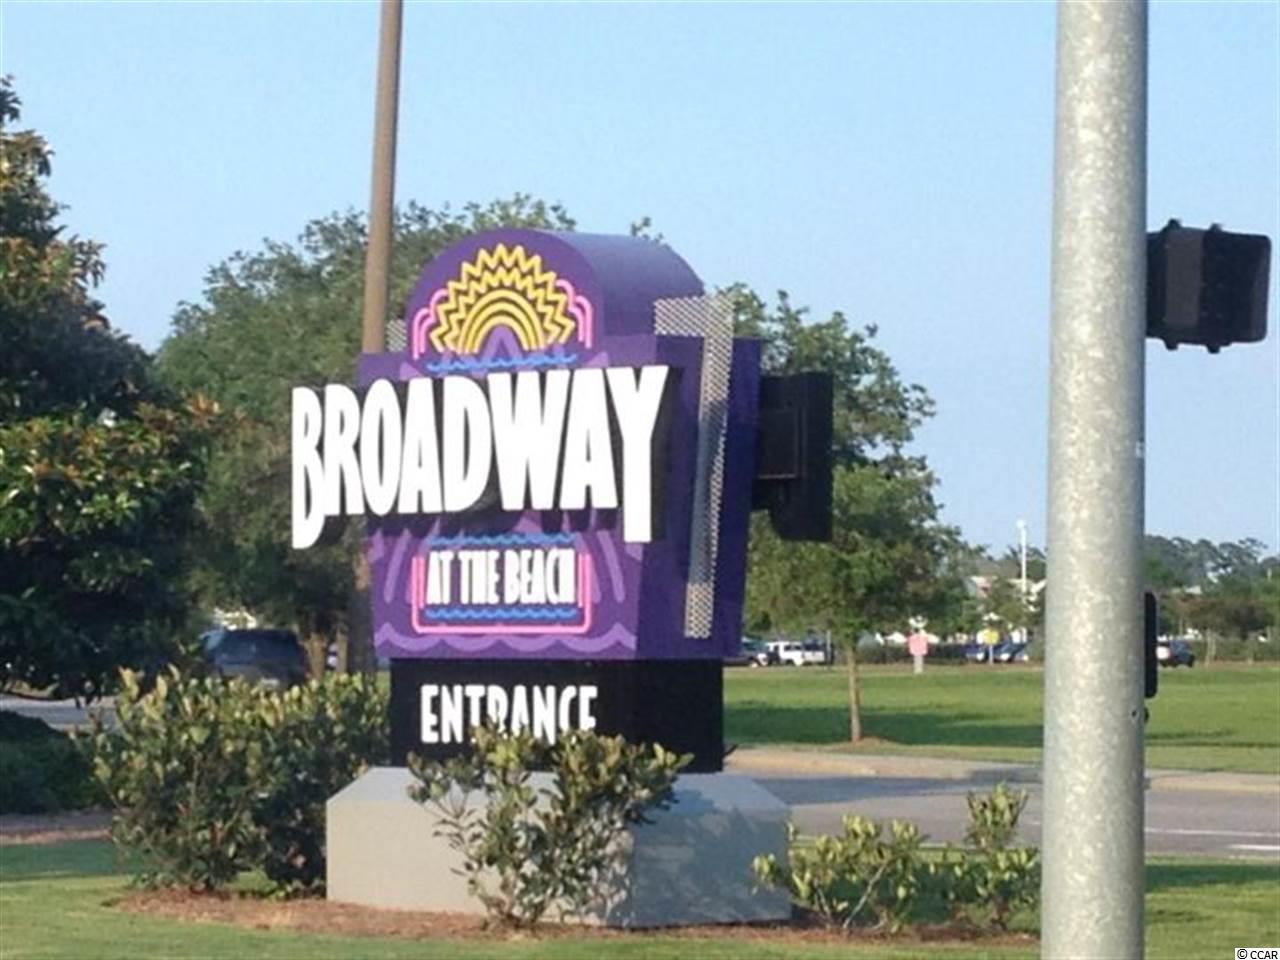 BROADWAY
AT THE BEACH
ENTRANCE
© CCAR